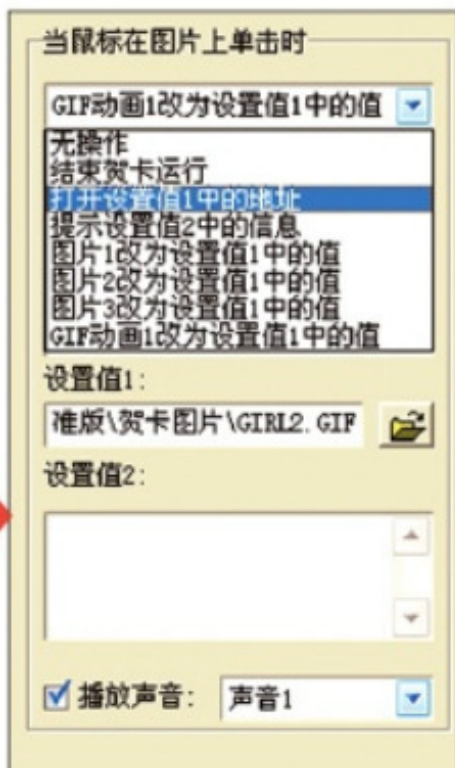 当鼠标在图片上单击时
GIF动画1改为设置值1中的值
无操作
结束贺卡运行
打开设置值1中的地址
提示设置值2中的信息
图片1改为设置值1中的值
图片2改为设置值1中的值
图片3改为设置值1中的值
GIF动画1改为设置值1中的值
设置值1:
准版\贺卡图片\GIRL2.GIF
设置值2:
播放声音: 声音1